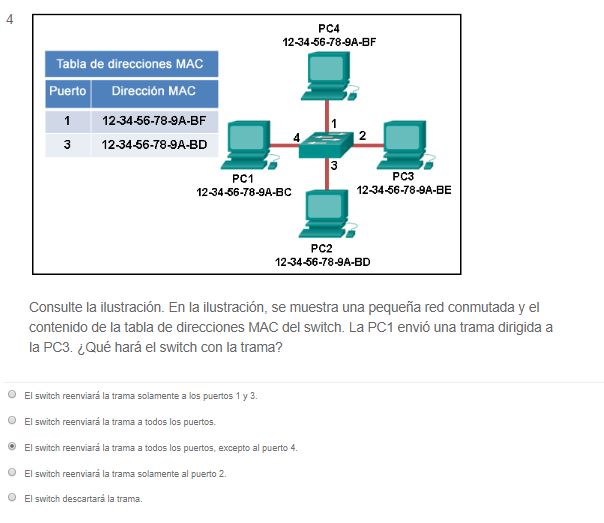 4
PC4
12-34-56-78-9A-BF
Tabla de direcciones MAC
Puerto Dirección MAC
1 12-34-56-78-9A-BF
3 12-34-56-78-9A-BD
1
4
2
3
PC1
12-34-56-78-9A-BC
PC3
12-34-56-78-9A-BE
PC2
12-34-56-78-9A-BD
Consulte la ilustración. En la ilustración, se muestra una pequeña red conmutada y el
contenido de la tabla de direcciones MAC del switch. La PC1 envió una trama dirigida a
la PC3. ¿Qué hará el switch con la trama?
El switch reenviará la trama solamente a los puertos 1 y 3.
El switch reenviará la trama a todos los puertos.
El switch reenviará la trama a todos los puertos, excepto al puerto 4.
El switch reenviará la trama solamente al puerto 2.
El switch descartará la trama.